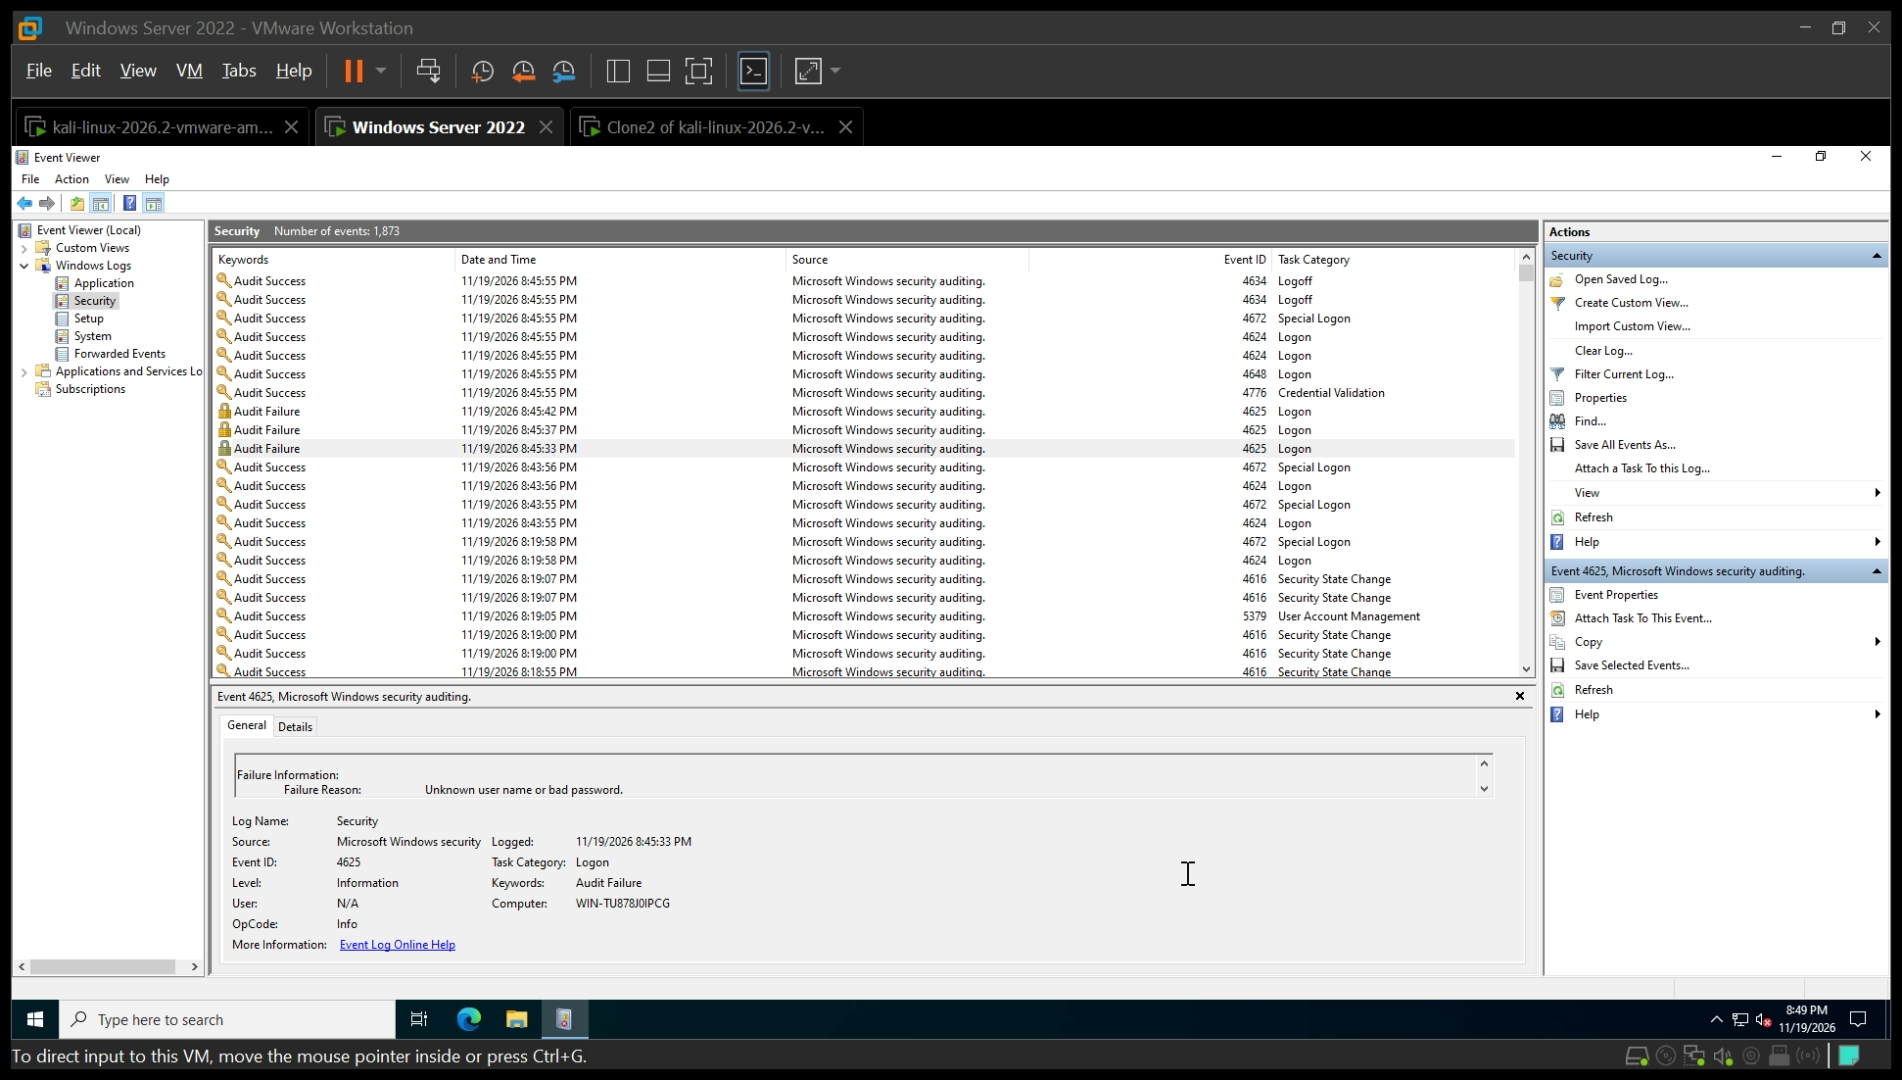 Windows Server 2022 - VMware Workstation
File Edit View VM Tabs Help
kali-linux-2026.2-vmware-am... Windows Server 2022 Clone2 of kali-linux-2026.2-v...
Event Viewer
File Action View Help
Event Viewer (Local)
Custom Views
Windows Logs
Application
Security
Setup
System
Forwarded Events
Applications and Services Lo
Subscriptions
Security Number of events: 1,873
Keywords Date and Time Source Event ID Task Category
Audit Success 11/19/2026 8:45:55 PM Microsoft Windows security auditing. 4634 Logoff
Audit Success 11/19/2026 8:45:55 PM Microsoft Windows security auditing. 4634 Logoff
Audit Success 11/19/2026 8:45:55 PM Microsoft Windows security auditing. 4672 Special Logon
Audit Success 11/19/2026 8:45:55 PM Microsoft Windows security auditing. 4624 Logon
Audit Success 11/19/2026 8:45:55 PM Microsoft Windows security auditing. 4624 Logon
Audit Success 11/19/2026 8:45:55 PM Microsoft Windows security auditing. 4648 Logon
Audit Success 11/19/2026 8:45:55 PM Microsoft Windows security auditing. 4776 Credential Validation
Audit Failure 11/19/2026 8:45:42 PM Microsoft Windows security auditing. 4625 Logon
Audit Failure 11/19/2026 8:45:37 PM Microsoft Windows security auditing. 4625 Logon
Audit Failure 11/19/2026 8:45:33 PM Microsoft Windows security auditing. 4625 Logon
Audit Success 11/19/2026 8:43:56 PM Microsoft Windows security auditing. 4672 Special Logon
Audit Success 11/19/2026 8:43:56 PM Microsoft Windows security auditing. 4624 Logon
Audit Success 11/19/2026 8:43:55 PM Microsoft Windows security auditing. 4672 Special Logon
Audit Success 11/19/2026 8:43:55 PM Microsoft Windows security auditing. 4624 Logon
Audit Success 11/19/2026 8:19:58 PM Microsoft Windows security auditing. 4672 Special Logon
Audit Success 11/19/2026 8:19:58 PM Microsoft Windows security auditing. 4624 Logon
Audit Success 11/19/2026 8:19:07 PM Microsoft Windows security auditing. 4616 Security State Change
Audit Success 11/19/2026 8:19:07 PM Microsoft Windows security auditing. 4616 Security State Change
Audit Success 11/19/2026 8:19:05 PM Microsoft Windows security auditing. 5379 User Account Management
Audit Success 11/19/2026 8:19:00 PM Microsoft Windows security auditing. 4616 Security State Change
Audit Success 11/19/2026 8:19:00 PM Microsoft Windows security auditing. 4616 Security State Change
Audit Success 11/19/2026 8:18:55 PM Microsoft Windows security auditing. 4616 Security State Change
Event 4625, Microsoft Windows security auditing.
General Details
Failure Information:
Failure Reason: Unknown user name or bad password.
Log Name: Security
Source: Microsoft Windows security Logged: 11/19/2026 8:45:33 PM
Event ID: 4625 Task Category: Logon
Level: Information Keywords: Audit Failure
User: N/A Computer: WIN-TU878J0IPCG
OpCode: Info
More Information: Event Log Online Help
Actions
Security
Open Saved Log...
Create Custom View...
Import Custom View...
Clear Log...
Filter Current Log...
Properties
Find...
Save All Events As...
Attach a Task To this Log...
View
Refresh
Help
Event 4625, Microsoft Windows security auditing.
Event Properties
Attach Task To This Event...
Copy
Save Selected Events...
Refresh
Help
Type here to search
8:49 PM
11/19/2026
To direct input to this VM, move the mouse pointer inside or press Ctrl+G.